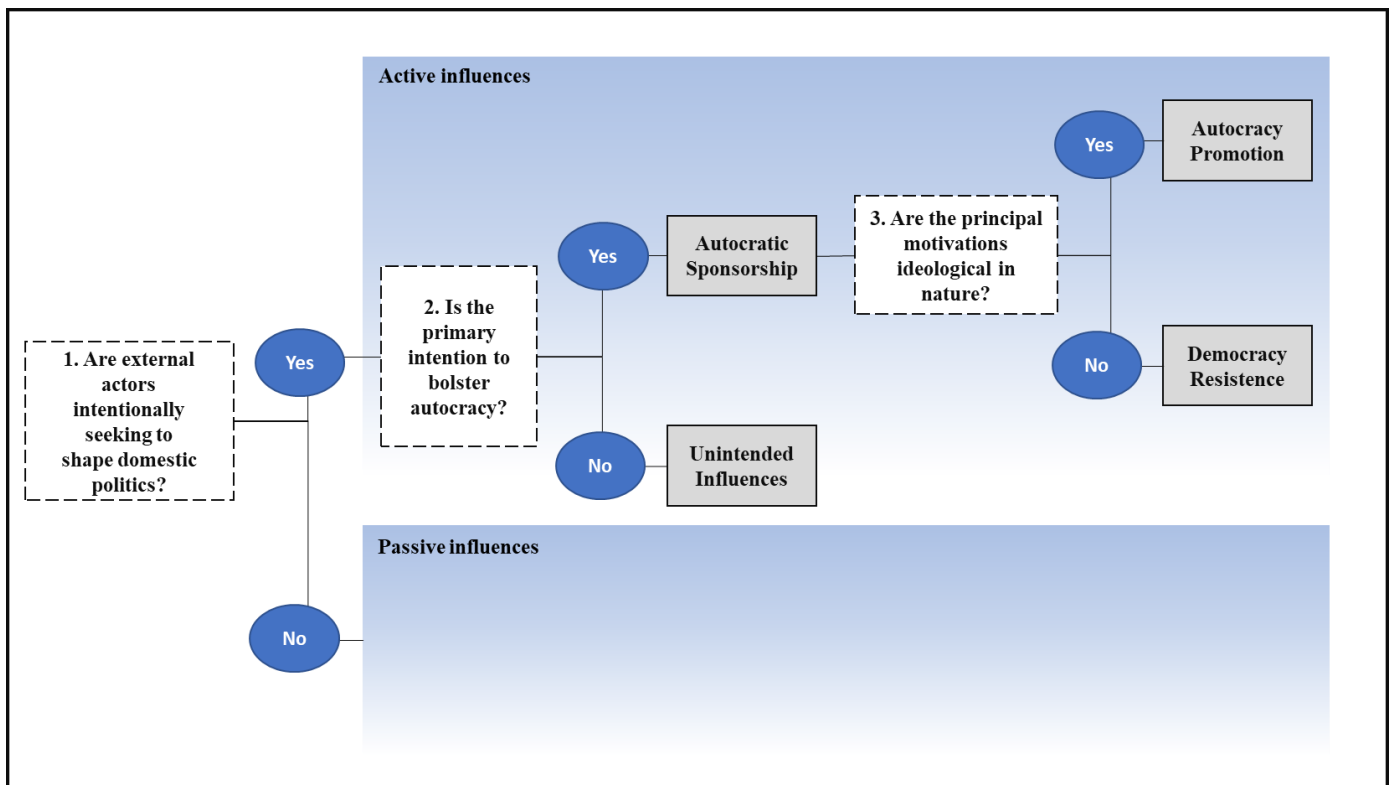 Active influences
1. Are external
actors
intentionally
seeking to
shape domestic
politics?
Yes
No
2. Is the
primary
intention to
bolster
autocracy?
Yes
No
Autocratic
Sponsorship
Unintended
Influences
3. Are the principal
motivations
ideological in
nature?
Yes
No
Autocracy
Promotion
Democracy
Resistence
Passive influences